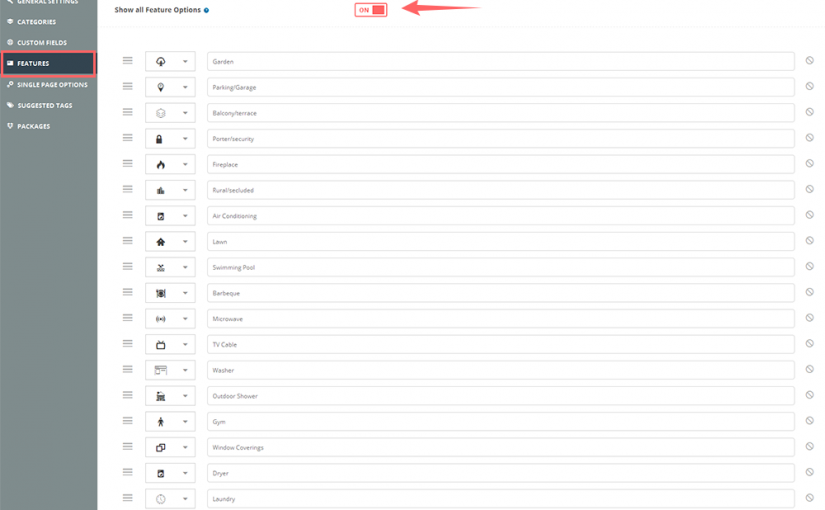 GENERAL SETTINGS
CATEGORIES
CUSTOM FIELDS
FEATURES
SINGLE PAGE OPTIONS
SUGGESTED TAGS
PACKAGES
Show all Feature Options
ON
Garden
Parking/Garage
Balcony/terrace
Porter/security
Fireplace
Rural/secluded
Air Conditioning
Lawn
Swimming Pool
Barbeque
Microwave
TV Cable
Washer
Outdoor Shower
Gym
Window Coverings
Dryer
Laundry